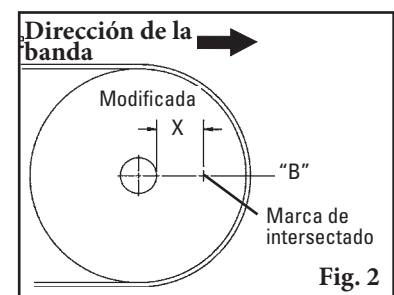 Dirección de la
banda
Modificada
X
“B”
Marca de
intersectado
Fig. 2